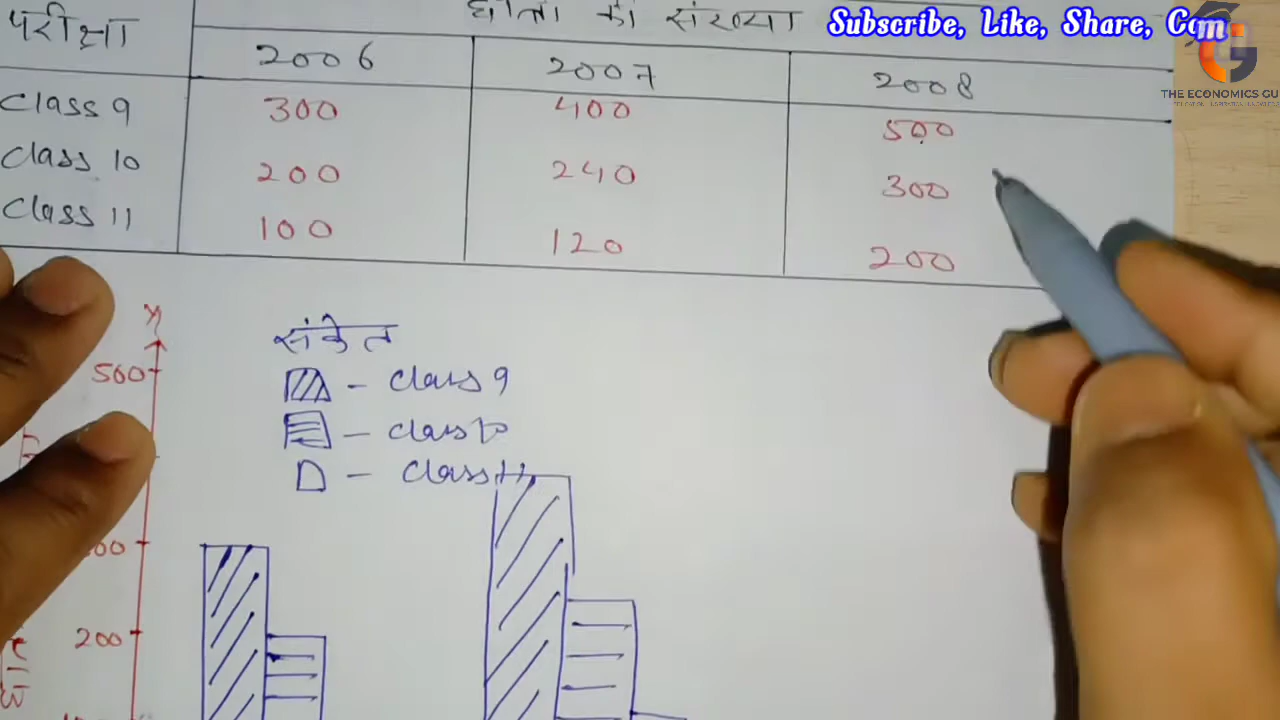 परीक्षा की संख्या
Subscribe, Like, Share, Com
2006 2007 2008
THE ECONOMICS GU
Class 9 300 400 500
Class 10 200 240 300
Class 11 100 120 200
y
संकेत
500
- Class 9
- Class 10
- Class 11
200